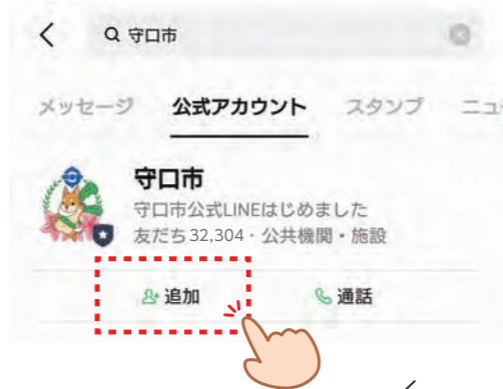 守口市
メッセージ 公式アカウント スタンプ ニュー
守口市
守口市公式LINEはじめました
友だち 32,304・公共機関・施設
追加 通話